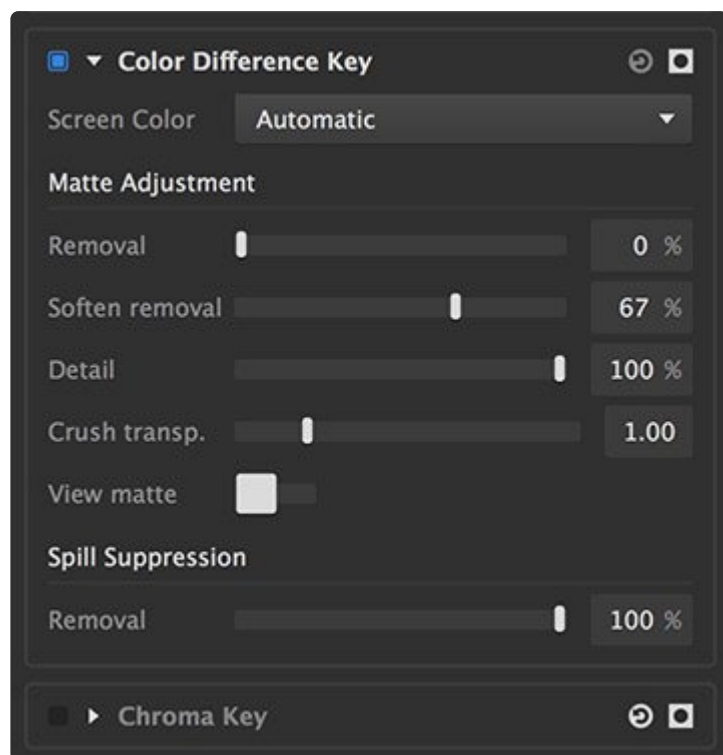 Color Difference Key
Screen Color Automatic
Matte Adjustment
Removal 0 %
Soften removal 67 %
Detail 100 %
Crush transp. 1.00
View matte
Spill Suppression
Removal 100 %
Chroma Key